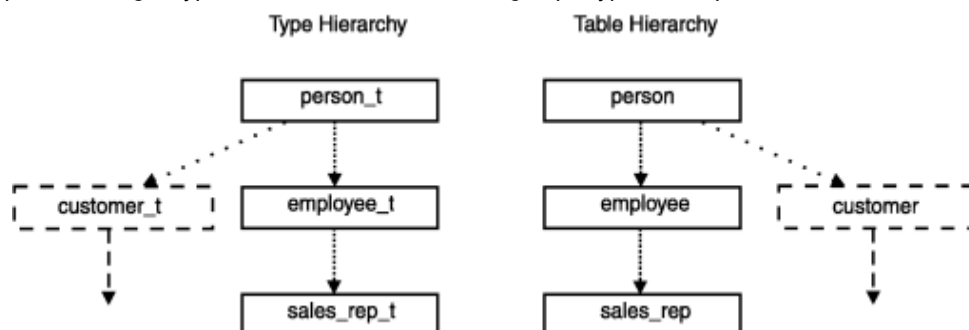 Type Hierarchy Table Hierarchy
person_t person
customer_t employee_t employee customer
sales_rep_t sales_rep